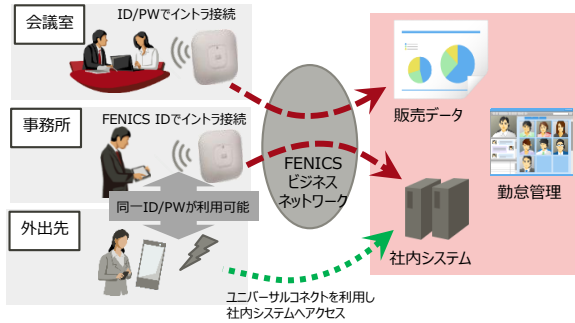 会議室
ID/PWでイントラ接続
事務所
FENICS IDでイントラ接続
同一ID/PWが利用可能
外出先
FENICS
ビジネス
ネットワーク
販売データ
勤怠管理
社内システム
ユニバーサルコネクトを利用し
社内システムへアクセス